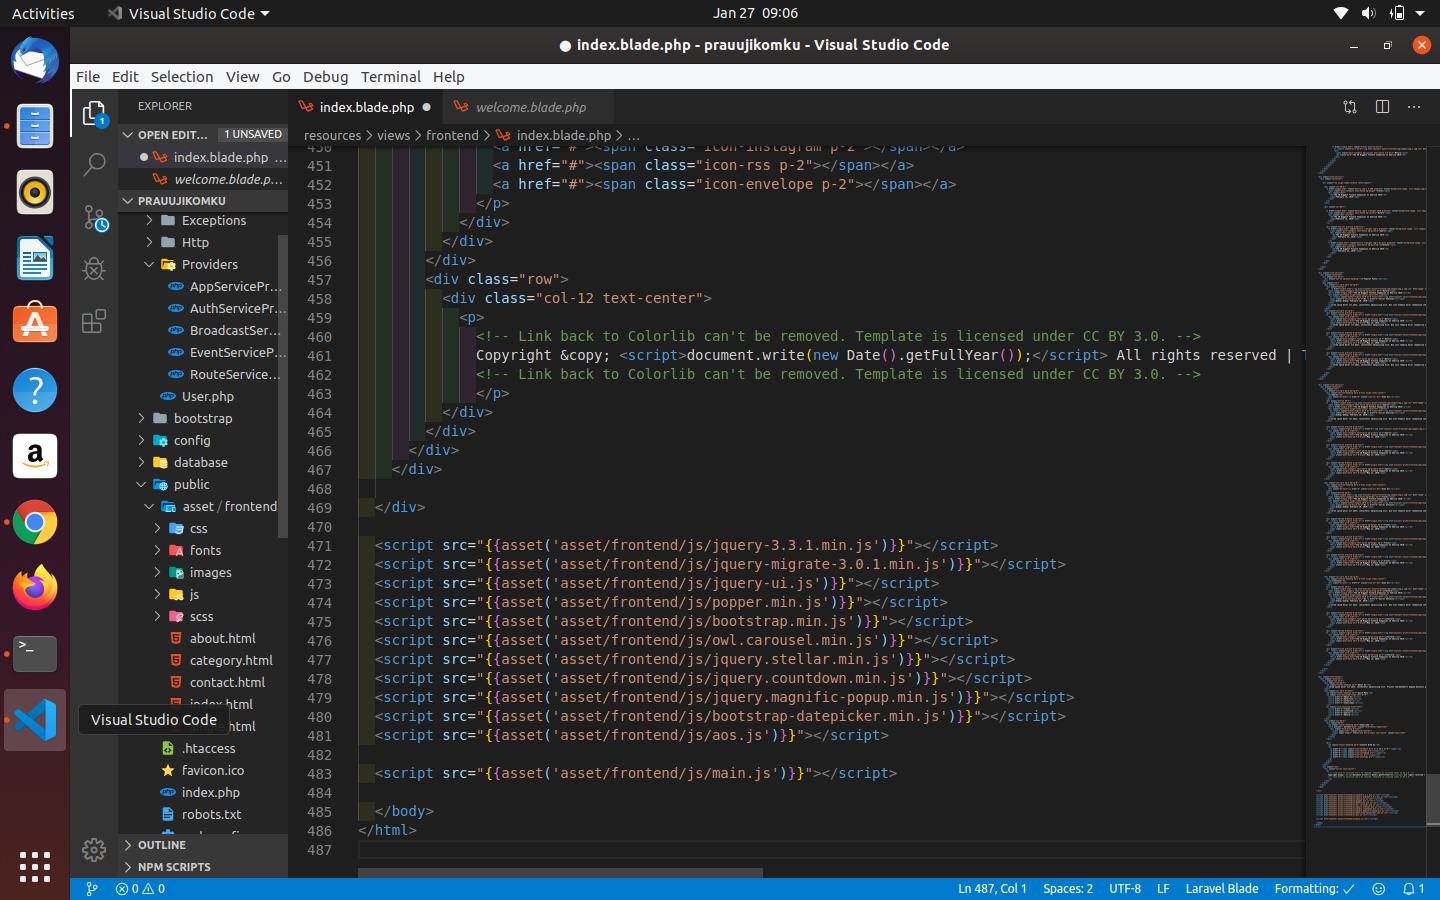 Activities
Visual Studio Code
Jan 27 09:06
● index.blade.php - prauujikomku - Visual Studio Code
File Edit Selection View Go Debug Terminal Help
EXPLORER
OPEN EDIT... 1 UNSAVED
index.blade.php ...
welcome.blade.p...
PRAUUJIKOMKU
Exceptions
Http
Providers
AppServicePr...
AuthServicePr...
BroadcastSer...
EventServiceP...
RouteService...
User.php
bootstrap
config
database
public
asset / frontend
css
fonts
images
js
scss
about.html
category.html
contact.html
index.html
.html
.htaccess
favicon.ico
index.php
robots.txt
OUTLINE
NPM SCRIPTS
Visual Studio Code
index.blade.php
welcome.blade.php
resources > views > frontend > index.blade.php > ...
450 <a href="#"><span class="icon-instagram p-2"></span></a>
451 <a href="#"><span class="icon-rss p-2"></span></a>
452 <a href="#"><span class="icon-envelope p-2"></span></a>
453 </p>
454 </div>
455 </div>
456 </div>
457 <div class="row">
458 <div class="col-12 text-center">
459 <p>
460 <!-- Link back to Colorlib can't be removed. Template is licensed under CC BY 3.0. -->
461 Copyright &copy; <script>document.write(new Date().getFullYear());</script> All rights reserved | T
462 <!-- Link back to Colorlib can't be removed. Template is licensed under CC BY 3.0. -->
463 </p>
464 </div>
465 </div>
466 </div>
467 </div>
468
469 </div>
470
471 <script src="{{asset('asset/frontend/js/jquery-3.3.1.min.js')}}"></script>
472 <script src="{{asset('asset/frontend/js/jquery-migrate-3.0.1.min.js')}}"></script>
473 <script src="{{asset('asset/frontend/js/jquery-ui.js')}}"></script>
474 <script src="{{asset('asset/frontend/js/popper.min.js')}}"></script>
475 <script src="{{asset('asset/frontend/js/bootstrap.min.js')}}"></script>
476 <script src="{{asset('asset/frontend/js/owl.carousel.min.js')}}"></script>
477 <script src="{{asset('asset/frontend/js/jquery.stellar.min.js')}}"></script>
478 <script src="{{asset('asset/frontend/js/jquery.countdown.min.js')}}"></script>
479 <script src="{{asset('asset/frontend/js/jquery.magnific-popup.min.js')}}"></script>
480 <script src="{{asset('asset/frontend/js/bootstrap-datepicker.min.js')}}"></script>
481 <script src="{{asset('asset/frontend/js/aos.js')}}"></script>
482
483 <script src="{{asset('asset/frontend/js/main.js')}}"></script>
484
485 </body>
486 </html>
487
0 0
Ln 487, Col 1 Spaces: 2 UTF-8 LF Laravel Blade Formatting: ✓ 1